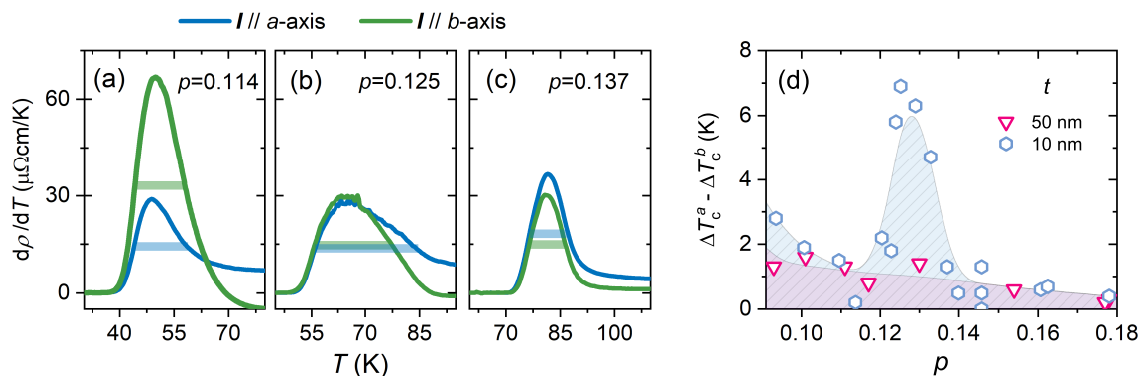 I // a-axis I // b-axis
(a) p=0.114
(b) p=0.125
(c) p=0.137
dρ/dT (μΩcm/K)
60
30
0
40 55 70
55 70 85
70 85 100
T (K)
(d)
t
50 nm
10 nm
ΔT_c^a - ΔT_c^b (K)
8
6
4
2
0
0.10 0.12 0.14 0.16 0.18
p